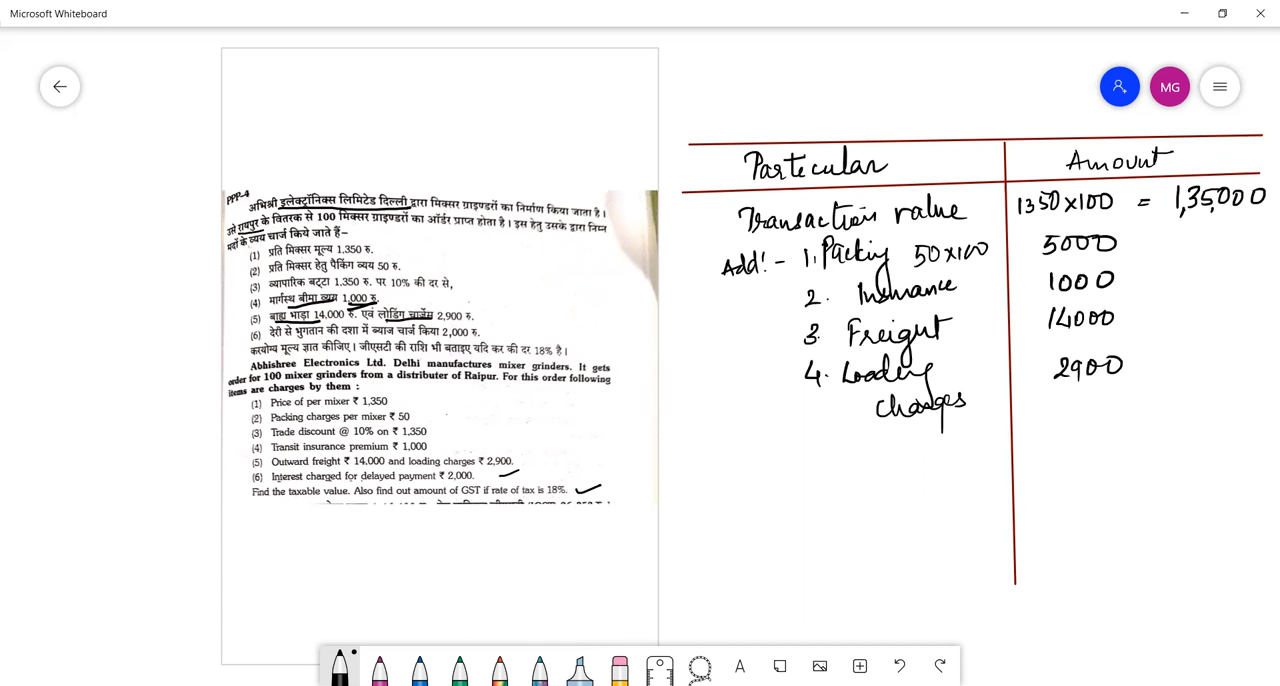 Microsoft Whiteboard
MG
PPP-4
अभिश्री इलेक्ट्रॉनिक्स लिमिटेड दिल्ली द्वारा मिक्सर ग्राइण्डरों का निर्माण किया जाता है।
उसे रायपुर के वितरक से 100 मिक्सर ग्राइण्डरों का ऑर्डर प्राप्त होता है। इस हेतु उसके द्वारा निम्न
मदों के व्यय चार्ज किये जाते हैं–
(1) प्रति मिक्सर मूल्य 1,350 रु.
(2) प्रति मिक्सर हेतु पैकिंग व्यय 50 रु.
(3) व्यापारिक बट्टा 1,350 रु. पर 10% की दर से,
(4) मार्गस्थ बीमा व्यय 1,000 रु.
(5) बाह्य भाड़ा 14,000 रु. एवं लोडिंग चार्जेस 2,900 रु.
(6) देरी से भुगतान की दशा में ब्याज चार्ज किया 2,000 रु.
करयोग्य मूल्य ज्ञात कीजिए। जीएसटी की राशि भी बताइए यदि कर की दर 18% है।
Abhishree Electronics Ltd. Delhi manufactures mixer grinders. It gets
order for 100 mixer grinders from a distributer of Raipur. For this order following
items are charges by them :
(1) Price of per mixer ₹ 1,350
(2) Packing charges per mixer ₹ 50
(3) Trade discount @ 10% on ₹ 1,350
(4) Transit insurance premium ₹ 1,000
(5) Outward freight ₹ 14,000 and loading charges ₹ 2,900.
(6) Interest charged for delayed payment ₹ 2,000.
Find the taxable value. Also find out amount of GST if rate of tax is 18%.
Particular Amount
Transaction value 1350×100 = 1,35,000
Add:- 1. Packing 50×100 5000
2. Insurance 1000
3. Freight 14000
4. Loading 2900
charges
A